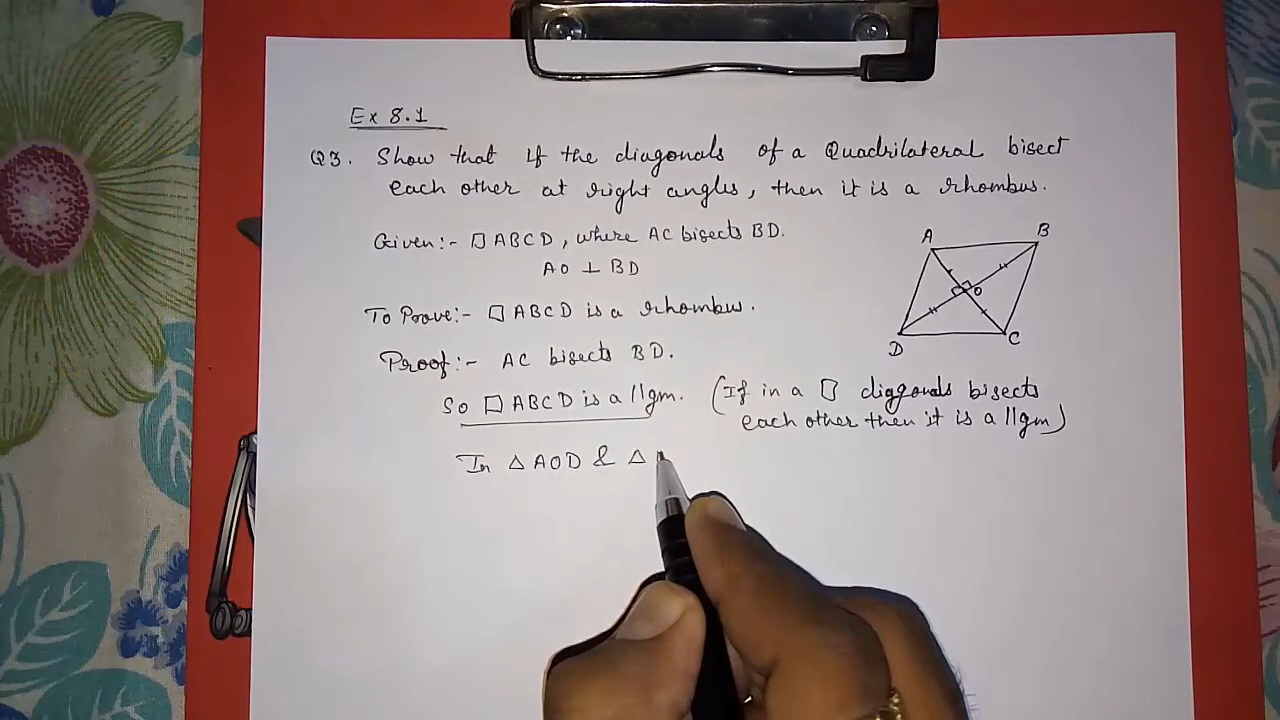 Ex 8.1
Q3. Show that if the diagonals of a Quadrilateral bisect
each other at right angles, then it is a rhombus.
Given:- □ ABCD, where AC bisects BD.
AO ⊥ BD
A B
O
D C
To Prove:- □ ABCD is a rhombus.
Proof:- AC bisects BD.
So □ ABCD is a ||gm. (If in a □ diagonals bisects
each other then it is a ||gm)
In △ AOD & △